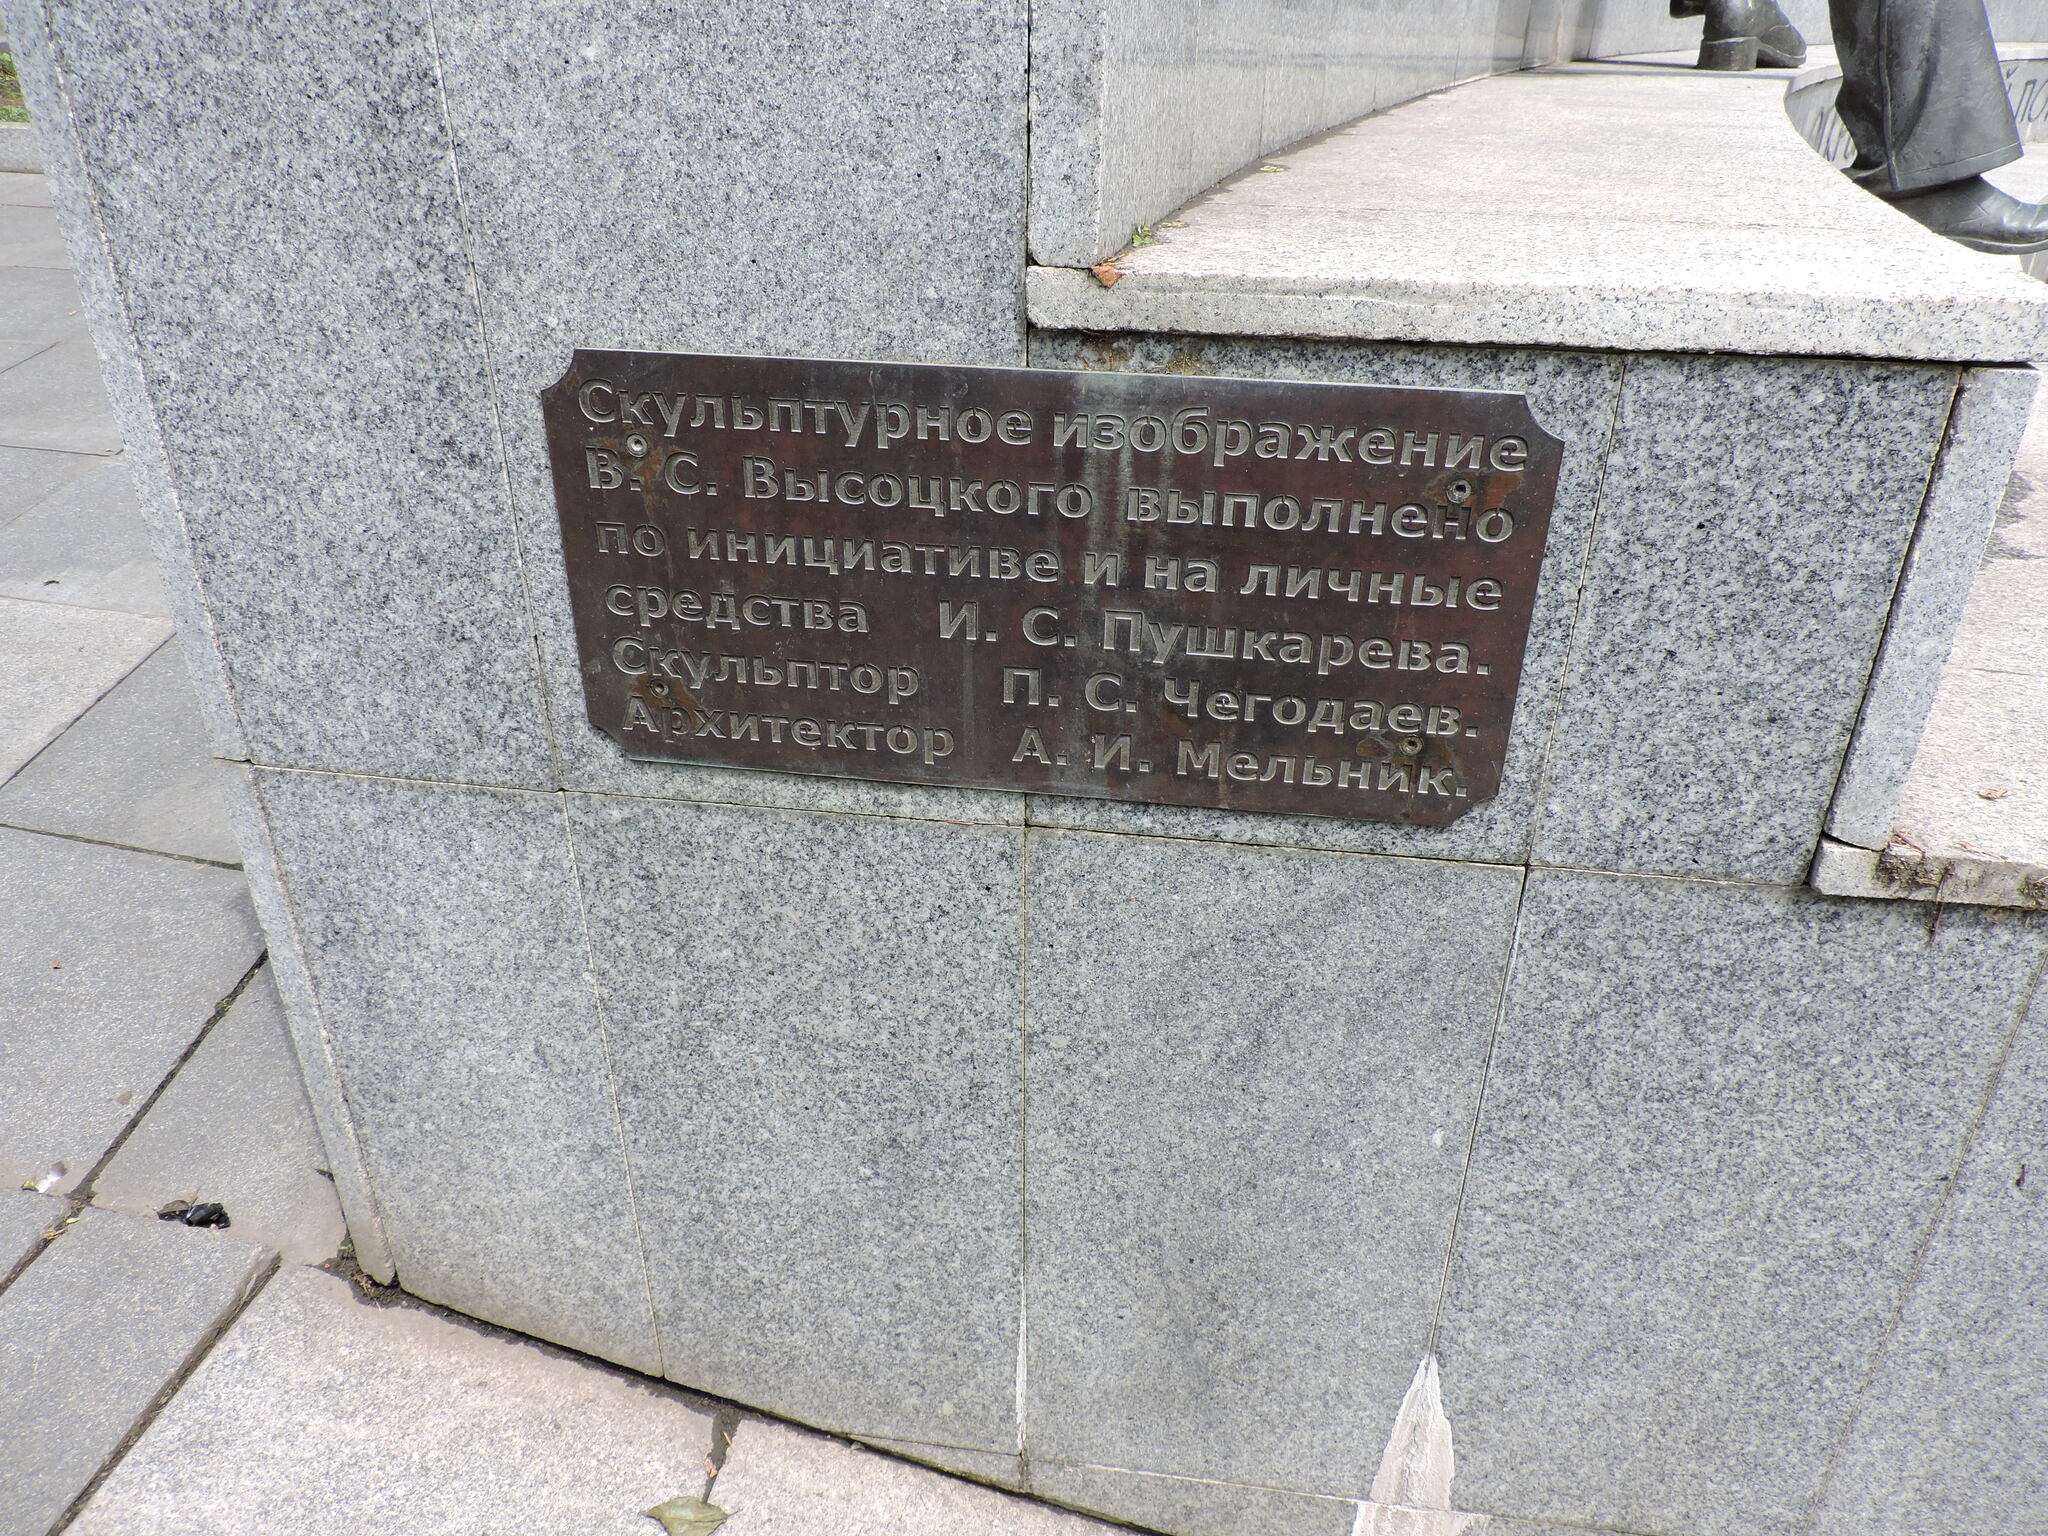 Скульптурное изображение
В. С. Высоцкого выполнено
по инициативе и на личные
средства И. С. Пушкарева.
Скульптор П. С. Чегодаев.
Архитектор А. И. Мельник.